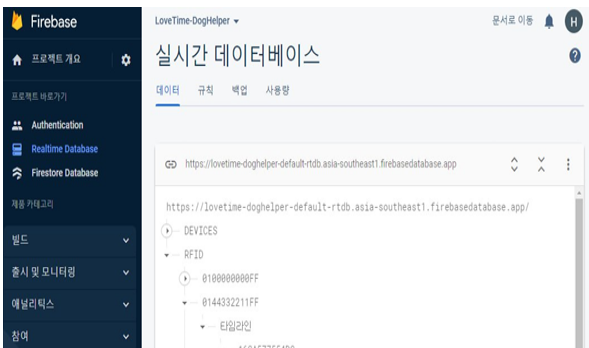 Firebase
LoveTime-DogHelper
문서로 이동
H
프로젝트 개요
실시간 데이터베이스
?
데이터 규칙 백업 사용량
프로젝트 바로가기
Authentication
Realtime Database
Firestore Database
제품 카테고리
빌드
출시 및 모니터링
애널리틱스
참여
https://lovetime-doghelper-default-rtdb.asia-southeast1.firebasedatabase.app
https://lovetime-doghelper-default-rtdb.asia-southeast1.firebasedatabase.app/
DEVICES
RFID
0100000000FF
0144332211FF
타임라인